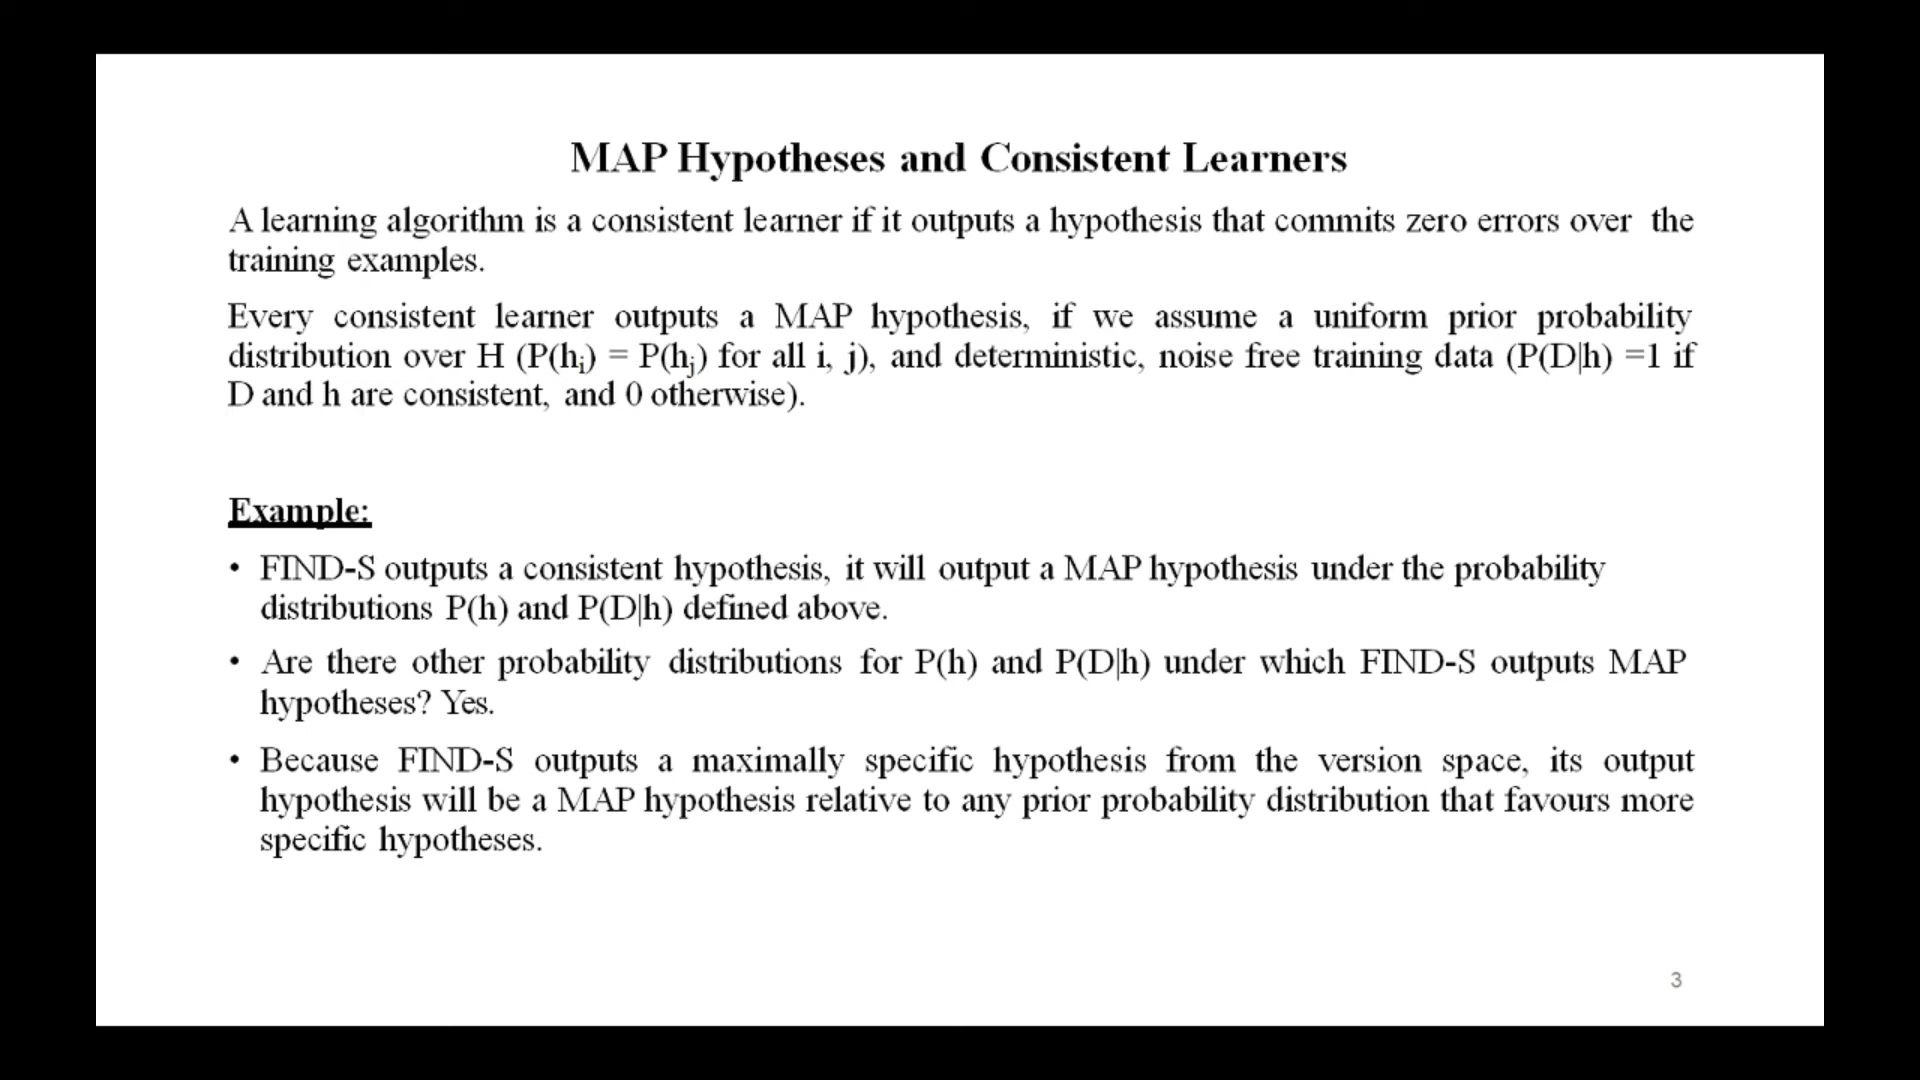 MAP Hypotheses and Consistent Learners
A learning algorithm is a consistent learner if it outputs a hypothesis that commits zero errors over the
training examples.
Every consistent learner outputs a MAP hypothesis, if we assume a uniform prior probability
distribution over H (P(hi) = P(hj) for all i, j), and deterministic, noise free training data (P(D|h) =1 if
D and h are consistent, and 0 otherwise).
Example:
• FIND-S outputs a consistent hypothesis, it will output a MAP hypothesis under the probability
distributions P(h) and P(D|h) defined above.
• Are there other probability distributions for P(h) and P(D|h) under which FIND-S outputs MAP
hypotheses? Yes.
• Because FIND-S outputs a maximally specific hypothesis from the version space, its output
hypothesis will be a MAP hypothesis relative to any prior probability distribution that favours more
specific hypotheses.
3